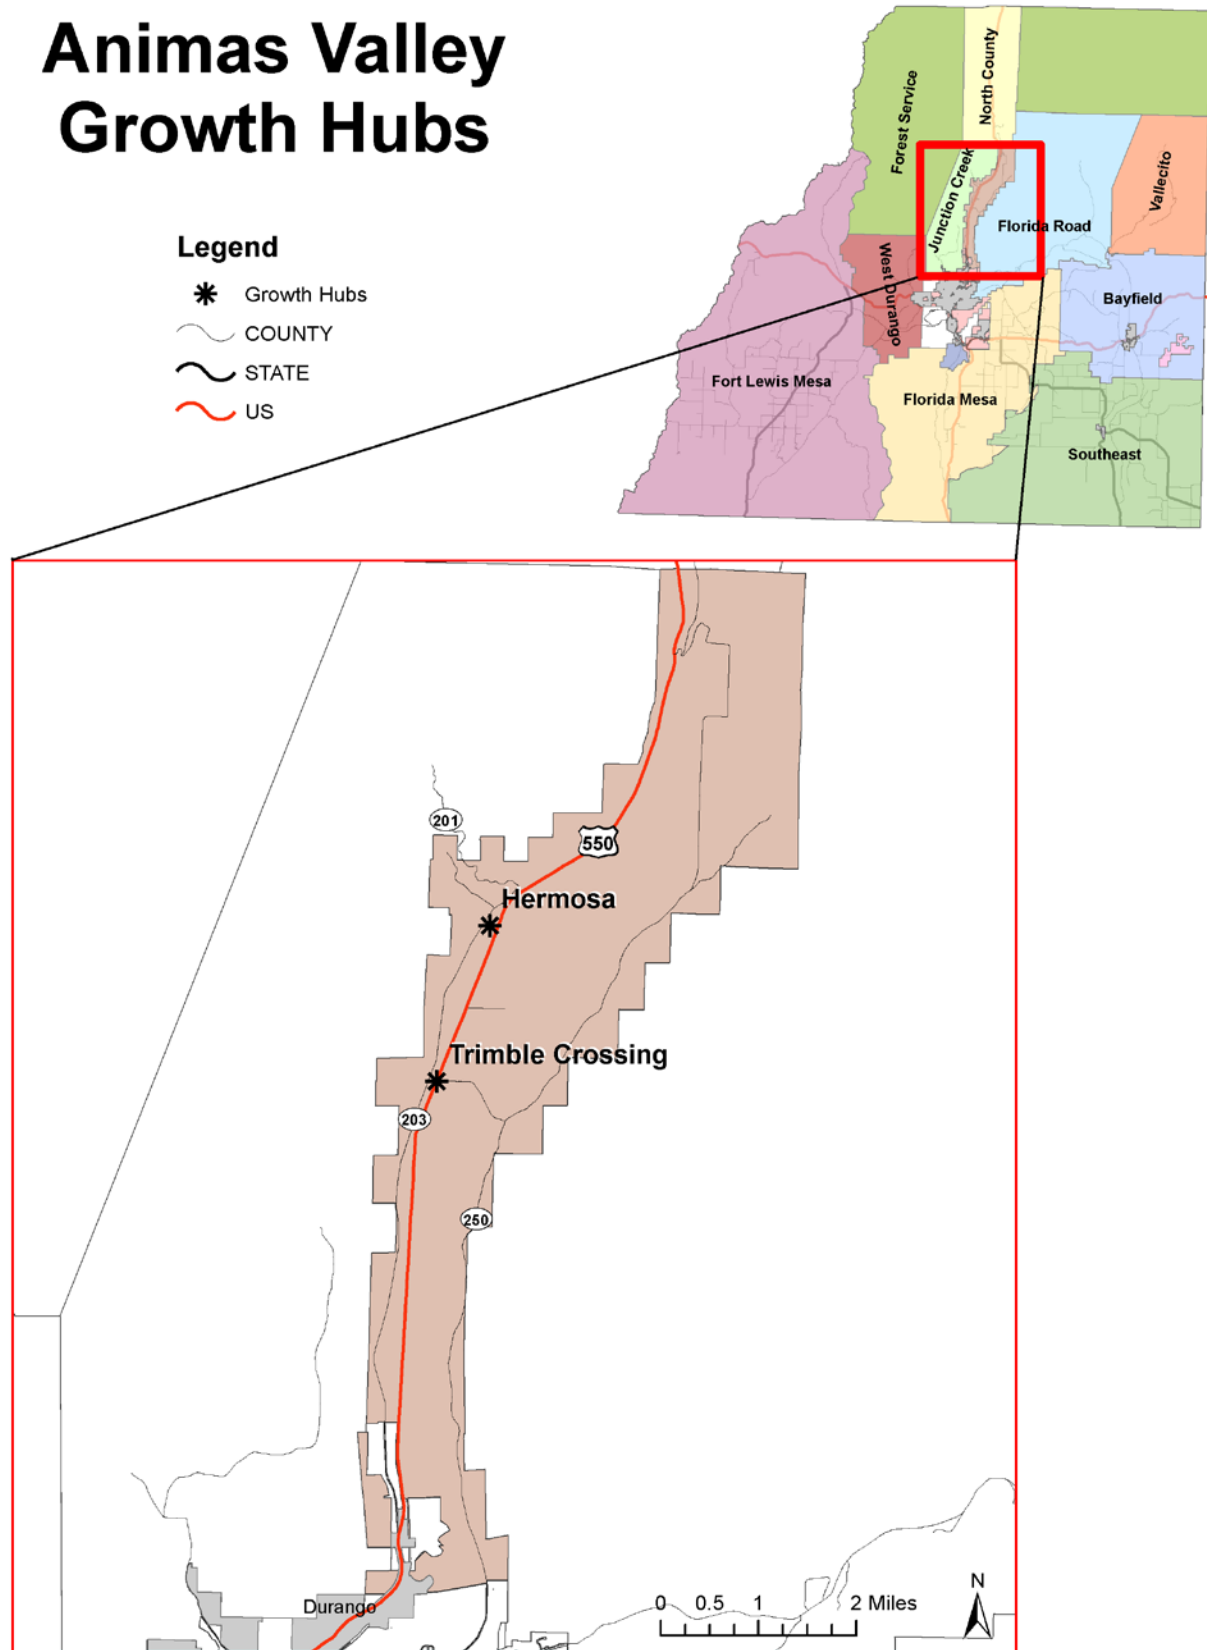 Animas Valley
Growth Hubs
Legend
Growth Hubs
COUNTY
STATE
US
Forest Service
North County
Junction Creek
Vallecito
Florida Road
West Durango
Bayfield
Fort Lewis Mesa
Florida Mesa
Southeast
201
550
Hermosa
Trimble Crossing
203
250
Durango
0 0.5 1 2 Miles
N